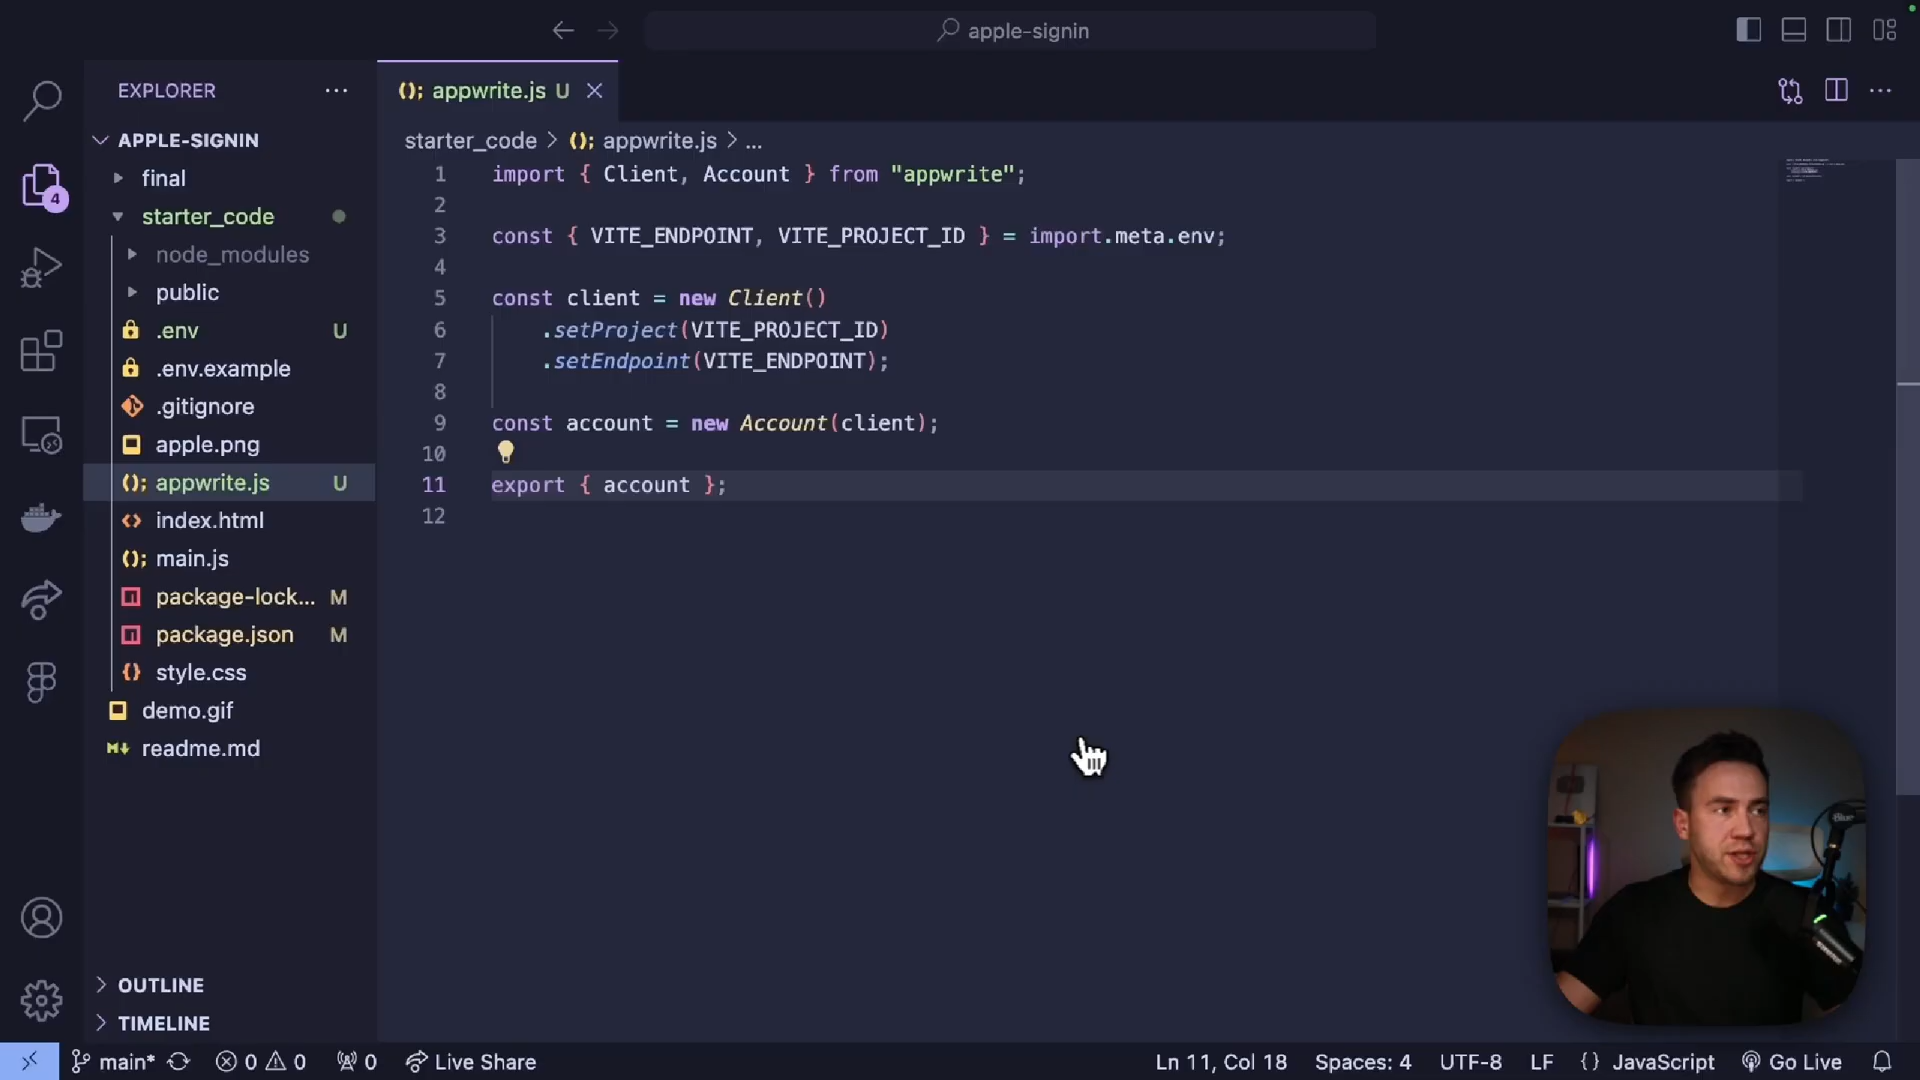 apple-signin
EXPLORER
APPLE-SIGNIN
final
starter_code
node_modules
public
.env U
.env.example
.gitignore
apple.png
appwrite.js U
index.html
main.js
package-lock... M
package.json M
style.css
demo.gif
readme.md
OUTLINE
TIMELINE
4
(); appwrite.js U
starter_code > (); appwrite.js > ...
1 import { Client, Account } from "appwrite";
2
3 const { VITE_ENDPOINT, VITE_PROJECT_ID } = import.meta.env;
4
5 const client = new Client()
6 .setProject(VITE_PROJECT_ID)
7 .setEndpoint(VITE_ENDPOINT);
8
9 const account = new Account(client);
10
11 export { account };
12
main* 0 0 0 Live Share Ln 11, Col 18 Spaces: 4 UTF-8 LF {} JavaScript Go Live